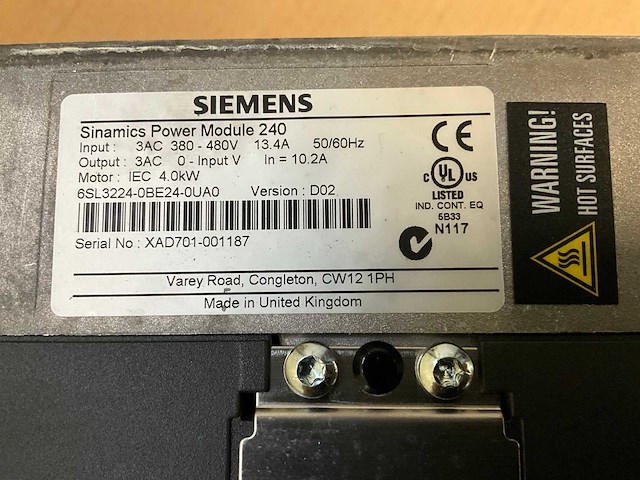 SIEMENS
Sinamics Power Module 240
Input : 3AC 380 - 480V 13.4A 50/60Hz
Output : 3AC 0 - Input V In = 10.2A
Motor : IEC 4.0kW
6SL3224-0BE24-0UA0 Version : D02
Serial No : XAD701-001187
Varey Road, Congleton, CW12 1PH
Made in United Kingdom
CE
c UL us
LISTED
IND. CONT. EQ
5B33
N117
WARNING!
HOT SURFACES